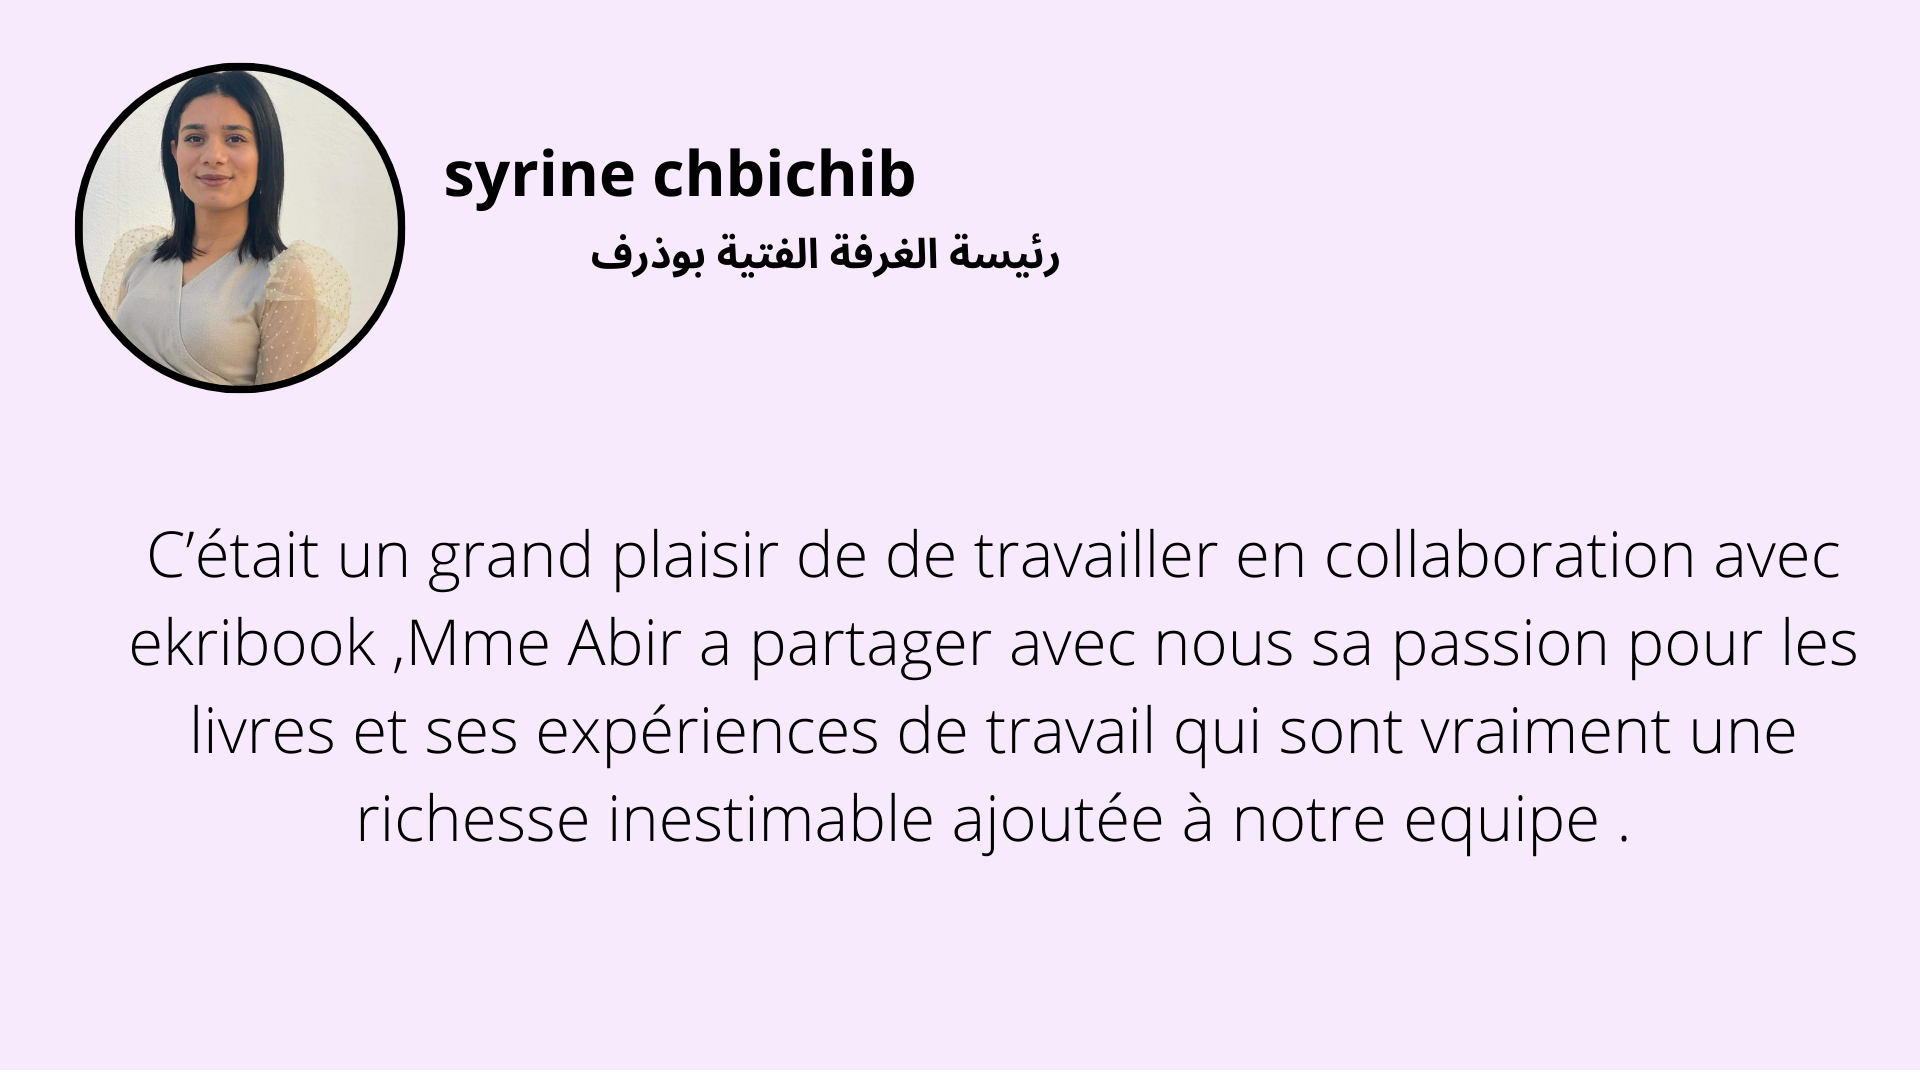 syrine chbichib
رئيسة الغرفة الفتية بوذرف
C’était un grand plaisir de de travailler en collaboration avec
ekribook ,Mme Abir a partager avec nous sa passion pour les
livres et ses expériences de travail qui sont vraiment une
richesse inestimable ajoutée à notre equipe .